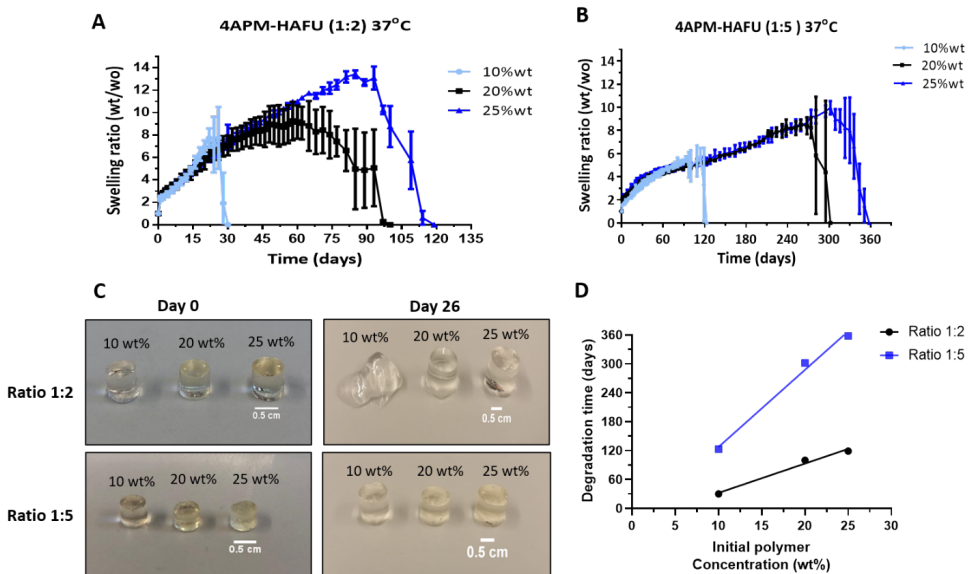 A
4APM-HAFU (1:2) 37°C
Swelling ratio (wt/wo)
14
12
10
8
6
4
2
0
0 15 30 45 60 75 90 105 120 135
Time (days)
10%wt
20%wt
25%wt
B
4APM-HAFU (1:5 ) 37°C
Swelling ratio (wt/wo)
14
12
10
8
6
4
2
0
0 60 120 180 240 300 360
Time (days)
10%wt
20%wt
25%wt
C
Day 0
Day 26
Ratio 1:2
10 wt%
20 wt%
25 wt%
0.5 cm
10 wt%
20 wt%
25 wt%
0.5 cm
Ratio 1:5
10 wt%
20 wt%
25 wt%
0.5 cm
10 wt%
20 wt%
25 wt%
0.5 cm
D
Degradation time (days)
360
300
240
180
120
60
30
0
0 5 10 15 20 25 30
Initial polymer
Concentration (wt%)
Ratio 1:2
Ratio 1:5